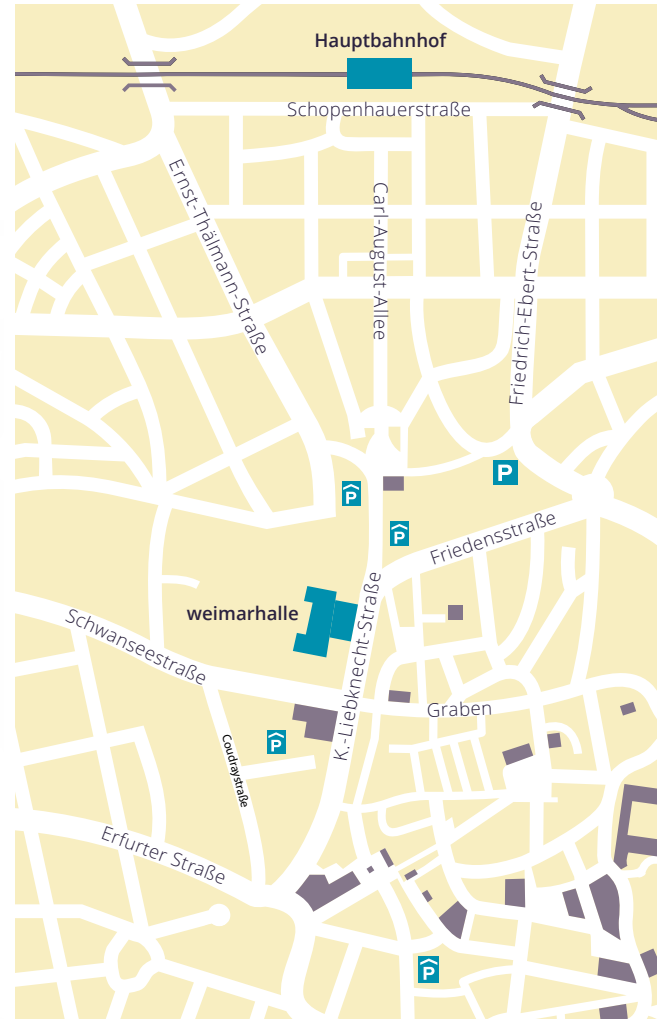 Hauptbahnhof
Schopenhauerstraße
Ernst-Thälmann-Straße
Carl-August-Allee
Friedrich-Ebert-Straße
P
P
P
Friedensstraße
weimarhalle
K.-Liebknecht-Straße
Schwanseestraße
Graben
P
Coudraystraße
Erfurter Straße
P